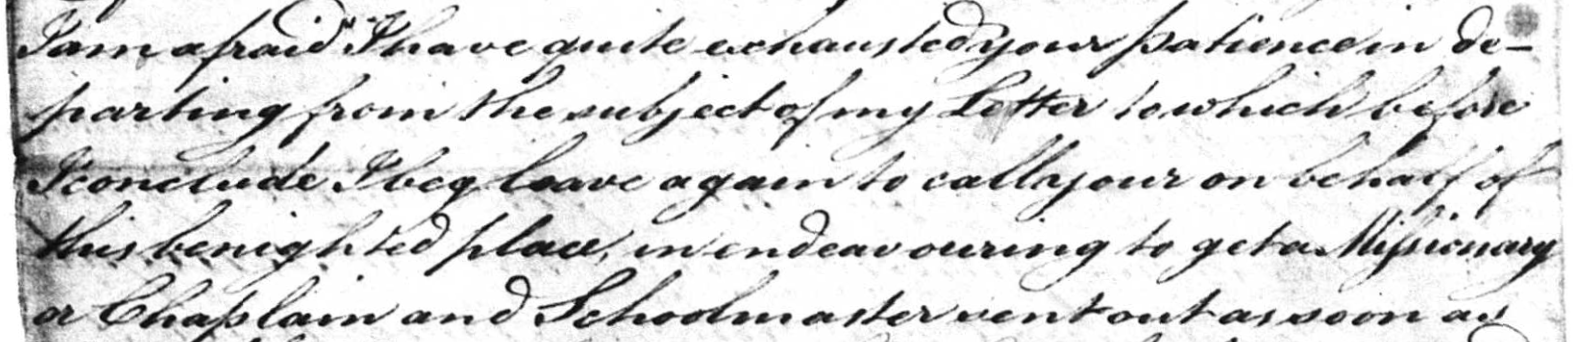 I am afraid I have quite exhausted your patience in de-
parting from the subject of my Letter to which before
I conclude I beg leave again to call your on behalf of
this benighted place, in endeavouring to get a Missionary
or Chaplain and Schoolmaster sent out as soon as